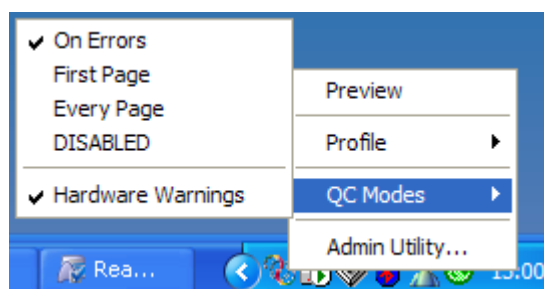 On Errors
First Page
Every Page
DISABLED
Hardware Warnings
Preview
Profile
QC Modes
Admin Utility...
Rea...